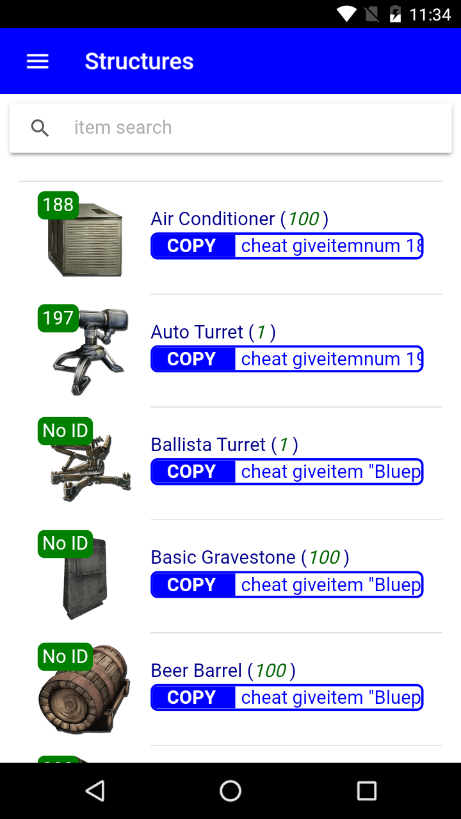 11:34
Structures
item search
188
Air Conditioner (100 )
COPY cheat giveitemnum 18
197
Auto Turret (1 )
COPY cheat giveitemnum 19
No ID
Ballista Turret (1 )
COPY cheat giveitem "Bluep
No ID
Basic Gravestone (100 )
COPY cheat giveitem "Bluep
No ID
Beer Barrel (100 )
COPY cheat giveitem "Bluep